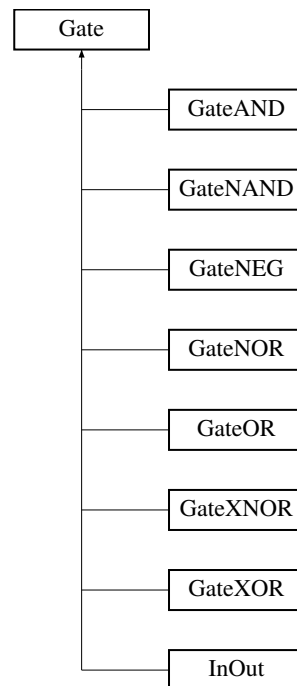 Gate
GateAND
GateNAND
GateNEG
GateNOR
GateOR
GateXNOR
GateXOR
InOut